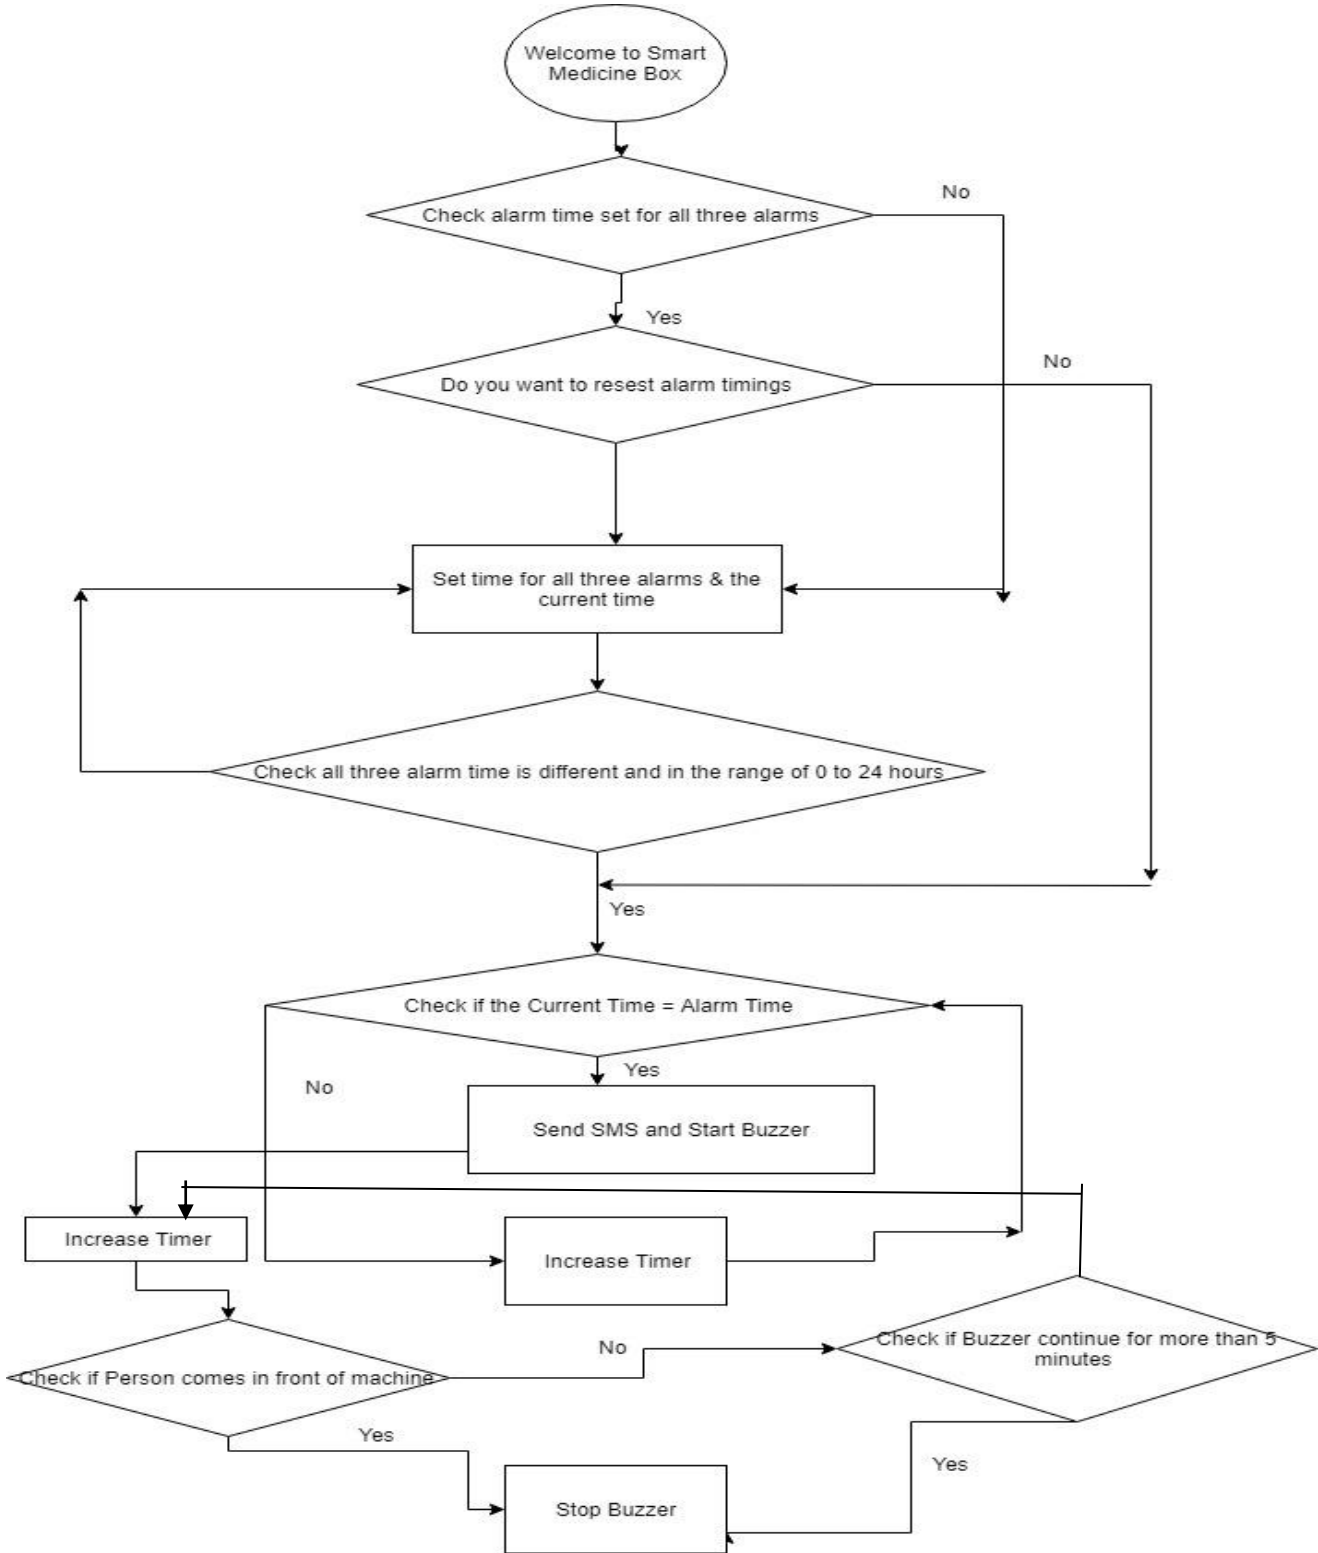 Welcome to Smart
Medicine Box
No
Check alarm time set for all three alarms
Yes
No
Do you want to resest alarm timings
Set time for all three alarms & the
current time
Check all three alarm time is different and in the range of 0 to 24 hours
Yes
Check if the Current Time = Alarm Time
Yes
No
Send SMS and Start Buzzer
Increase Timer
Increase Timer
No
Check if Buzzer continue for more than 5
minutes
Check if Person comes in front of machine
Yes
Yes
Stop Buzzer